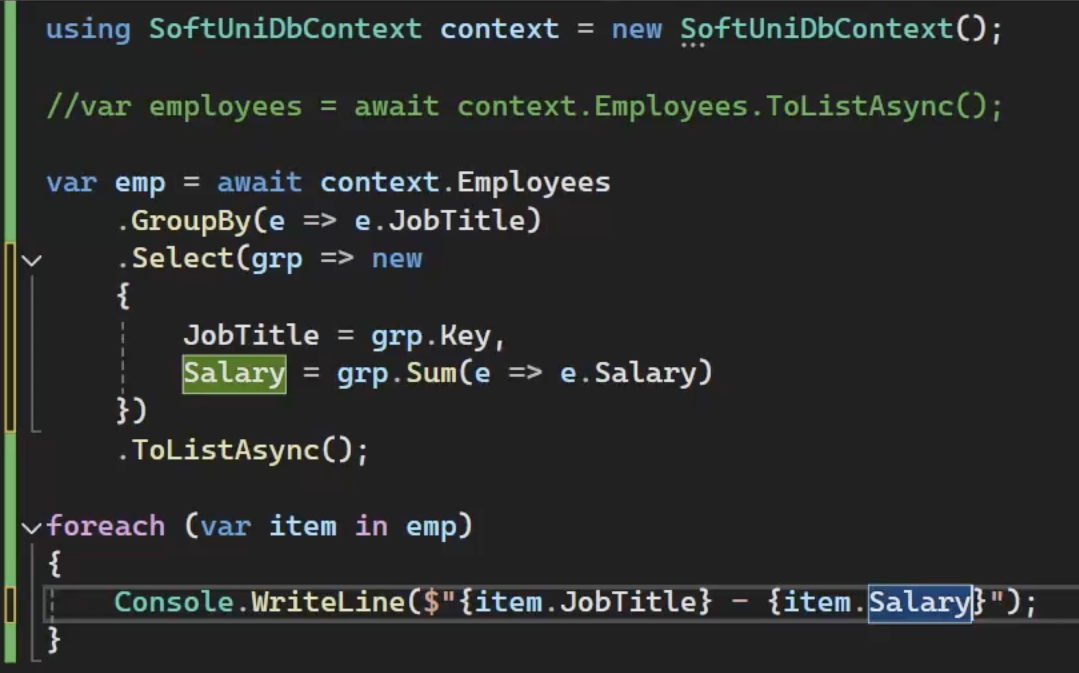 using SoftUniDbContext context = new SoftUniDbContext();
//var employees = await context.Employees.ToListAsync();
var emp = await context.Employees
.GroupBy(e => e.JobTitle)
.Select(grp => new
{
JobTitle = grp.Key,
Salary = grp.Sum(e => e.Salary)
})
.ToListAsync();
foreach (var item in emp)
{
Console.WriteLine($"{item.JobTitle} - {item.Salary}");
}